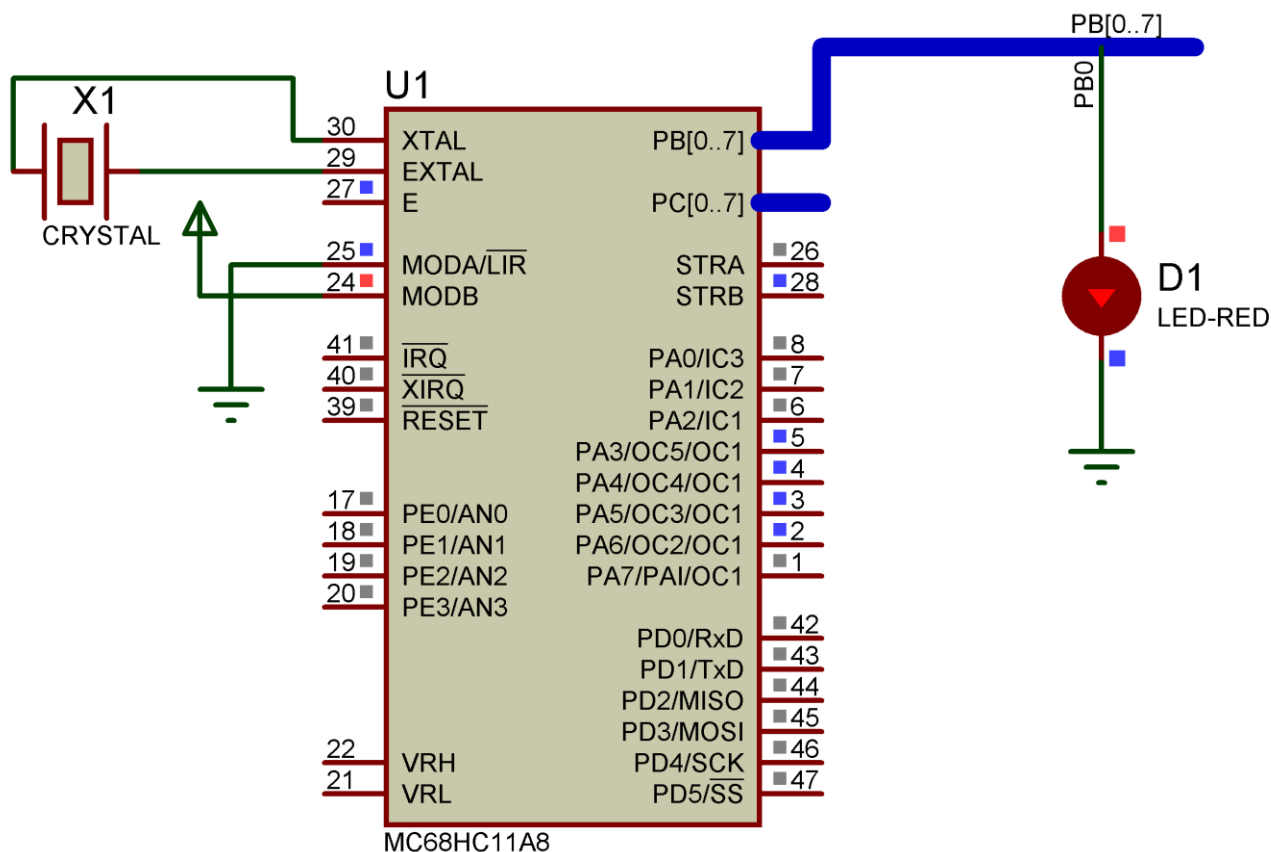 PB[0..7]
PB0
X1
CRYSTAL
U1
30 XTAL
29 EXTAL
27 E
25 MODA/LIR
24 MODB
41 IRQ
40 XIRQ
39 RESET
17 PE0/AN0
18 PE1/AN1
19 PE2/AN2
20 PE3/AN3
22 VRH
21 VRL
PB[0..7]
PC[0..7]
STRA 26
STRB 28
PA0/IC3 8
PA1/IC2 7
PA2/IC1 6
PA3/OC5/OC1 5
PA4/OC4/OC1 4
PA5/OC3/OC1 3
PA6/OC2/OC1 2
PA7/PAI/OC1 1
PD0/RxD 42
PD1/TxD 43
PD2/MISO 44
PD3/MOSI 45
PD4/SCK 46
PD5/SS 47
MC68HC11A8
D1
LED-RED